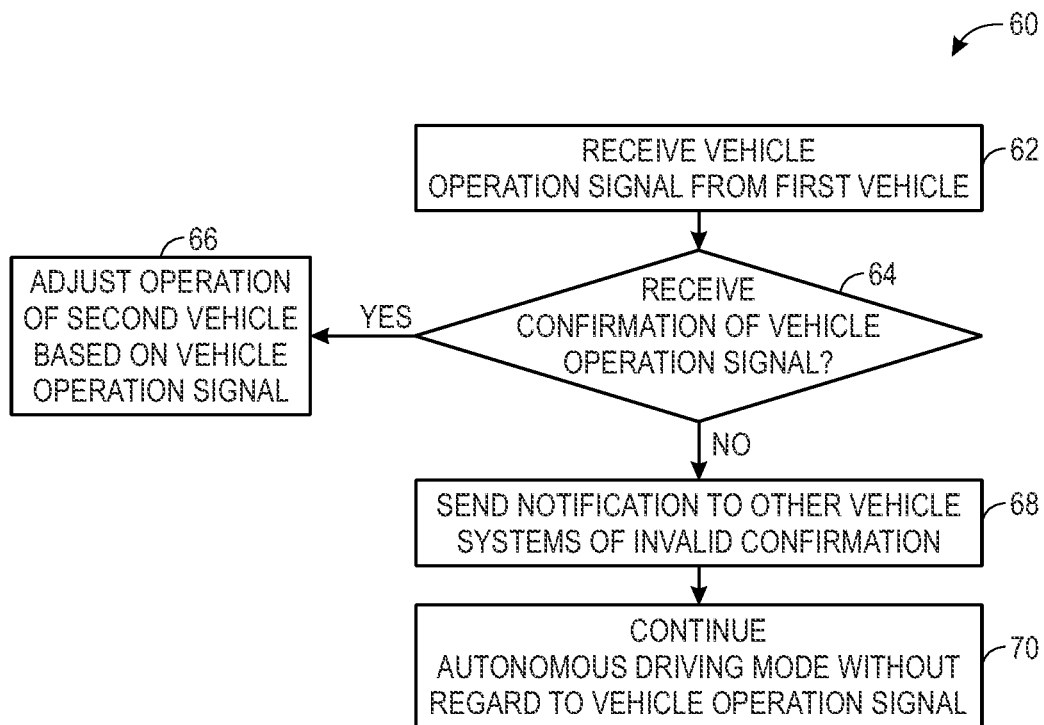 60
RECEIVE VEHICLE
OPERATION SIGNAL FROM FIRST VEHICLE
62
66
ADJUST OPERATION
OF SECOND VEHICLE
BASED ON VEHICLE
OPERATION SIGNAL
YES
RECEIVE
CONFIRMATION OF VEHICLE
OPERATION SIGNAL?
64
NO
SEND NOTIFICATION TO OTHER VEHICLE
SYSTEMS OF INVALID CONFIRMATION
68
CONTINUE
AUTONOMOUS DRIVING MODE WITHOUT
REGARD TO VEHICLE OPERATION SIGNAL
70